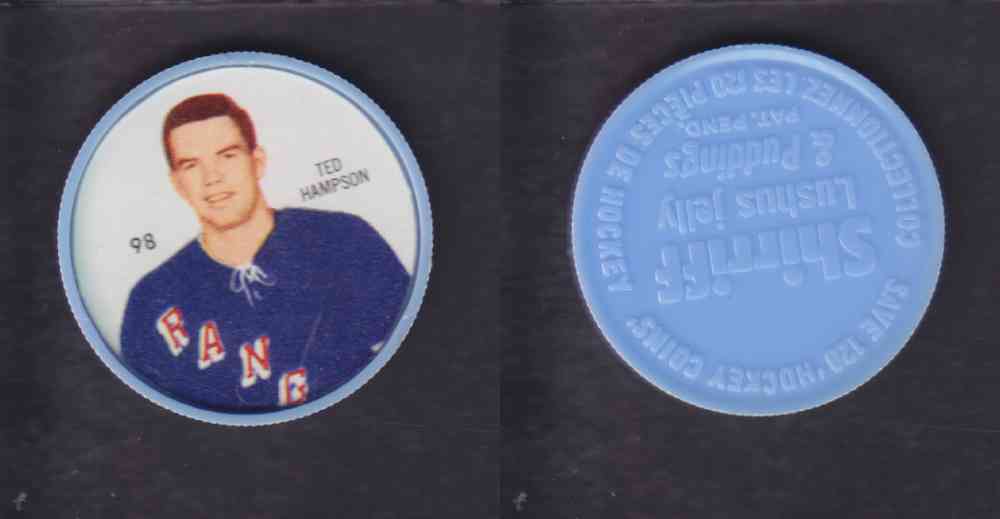 TED
HAMPSON
98
RANG
SAVE 120 'HOCKEY COINS'
COLLECTIONNEZ LES 120 PIÈCES DE HOCKEY
Shirriff
Lushus jelly
& Puddings
PAT. PEND.